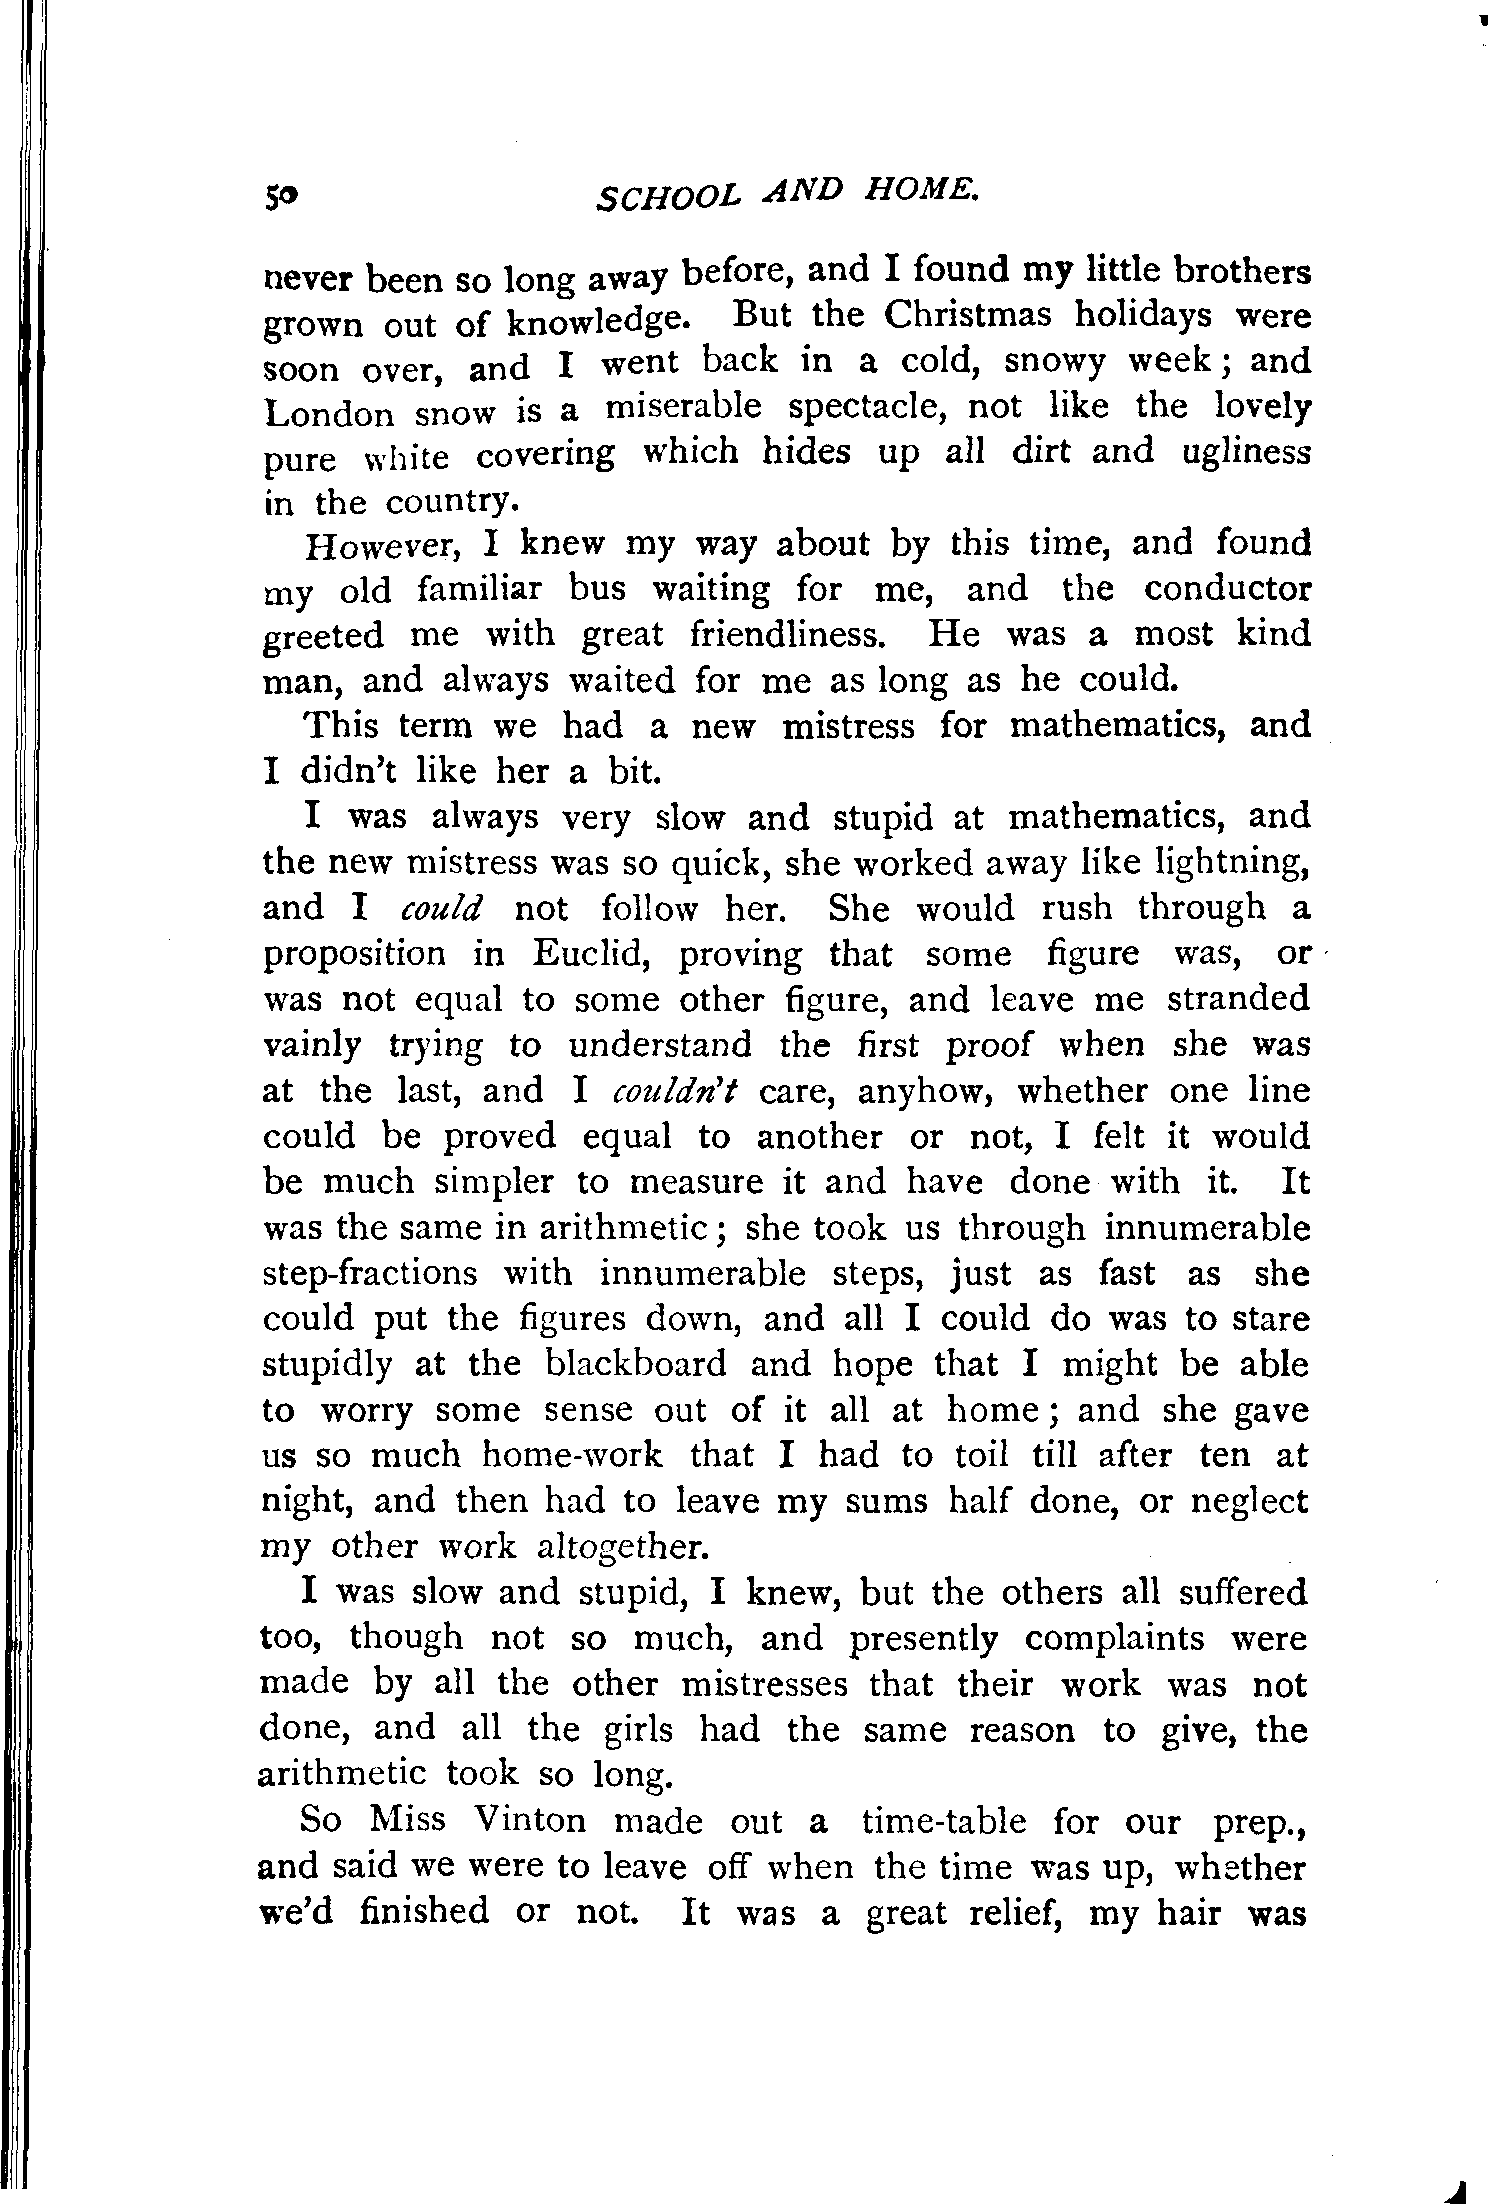 50 SCHOOL AND HOME.
never been so long away before, and I found my little brothers
grown out of knowledge. But the Christmas holidays were
soon over, and I went back in a cold, snowy week; and
London snow is a miserable spectacle, not like the lovely
pure white covering which hides up all dirt and ugliness
in the country.
However, I knew my way about by this time, and found
my old familiar bus waiting for me, and the conductor
greeted me with great friendliness. He was a most kind
man, and always waited for me as long as he could.
This term we had a new mistress for mathematics, and
I didn't like her a bit.
I was always very slow and stupid at mathematics, and
the new mistress was so quick, she worked away like lightning,
and I could not follow her. She would rush through a
proposition in Euclid, proving that some figure was, or
was not equal to some other figure, and leave me stranded
vainly trying to understand the first proof when she was
at the last, and I couldn't care, anyhow, whether one line
could be proved equal to another or not, I felt it would
be much simpler to measure it and have done with it. It
was the same in arithmetic; she took us through innumerable
step-fractions with innumerable steps, just as fast as she
could put the figures down, and all I could do was to stare
stupidly at the blackboard and hope that I might be able
to worry some sense out of it all at home; and she gave
us so much home-work that I had to toil till after ten at
night, and then had to leave my sums half done, or neglect
my other work altogether.
I was slow and stupid, I knew, but the others all suffered
too, though not so much, and presently complaints were
made by all the other mistresses that their work was not
done, and all the girls had the same reason to give, the
arithmetic took so long.
So Miss Vinton made out a time-table for our prep.,
and said we were to leave off when the time was up, whether
we'd finished or not. It was a great relief, my hair was